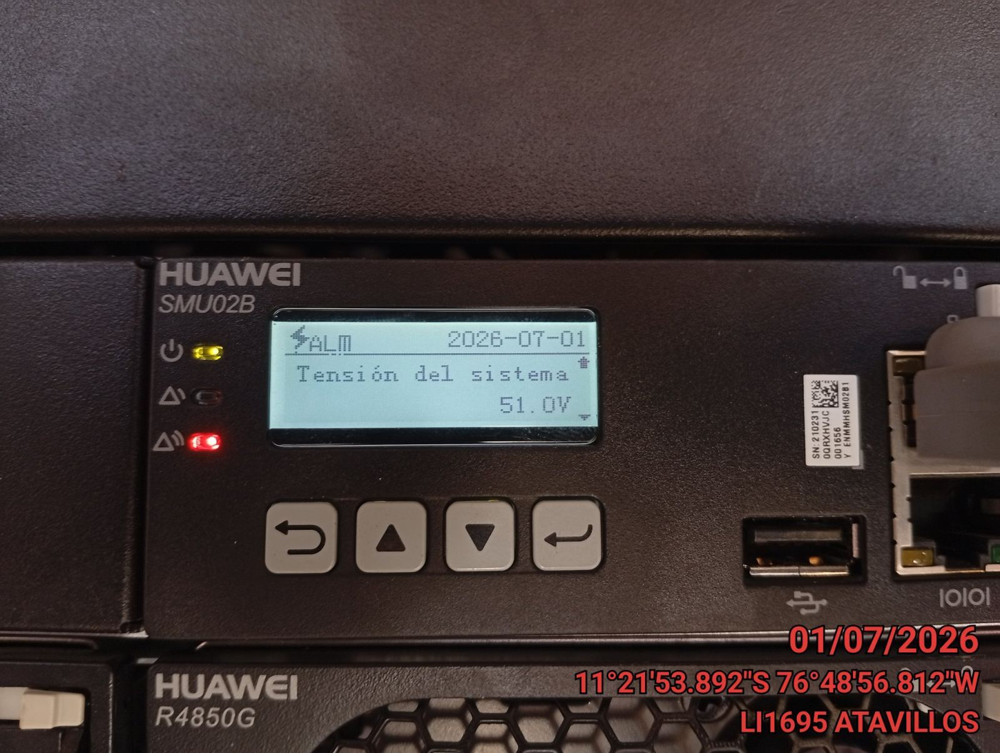 HUAWEI
SMU02B
ALM 2026-07-01
Tensión del sistema
51.0V
SN: 210231
0QRXHVJC
001656
Y ENMMHSM02B1
|O|O|
HUAWEI
R4850G
01/07/2026
11°21'53.892"S 76°48'56.812"W
LI1695 ATAVILLOS